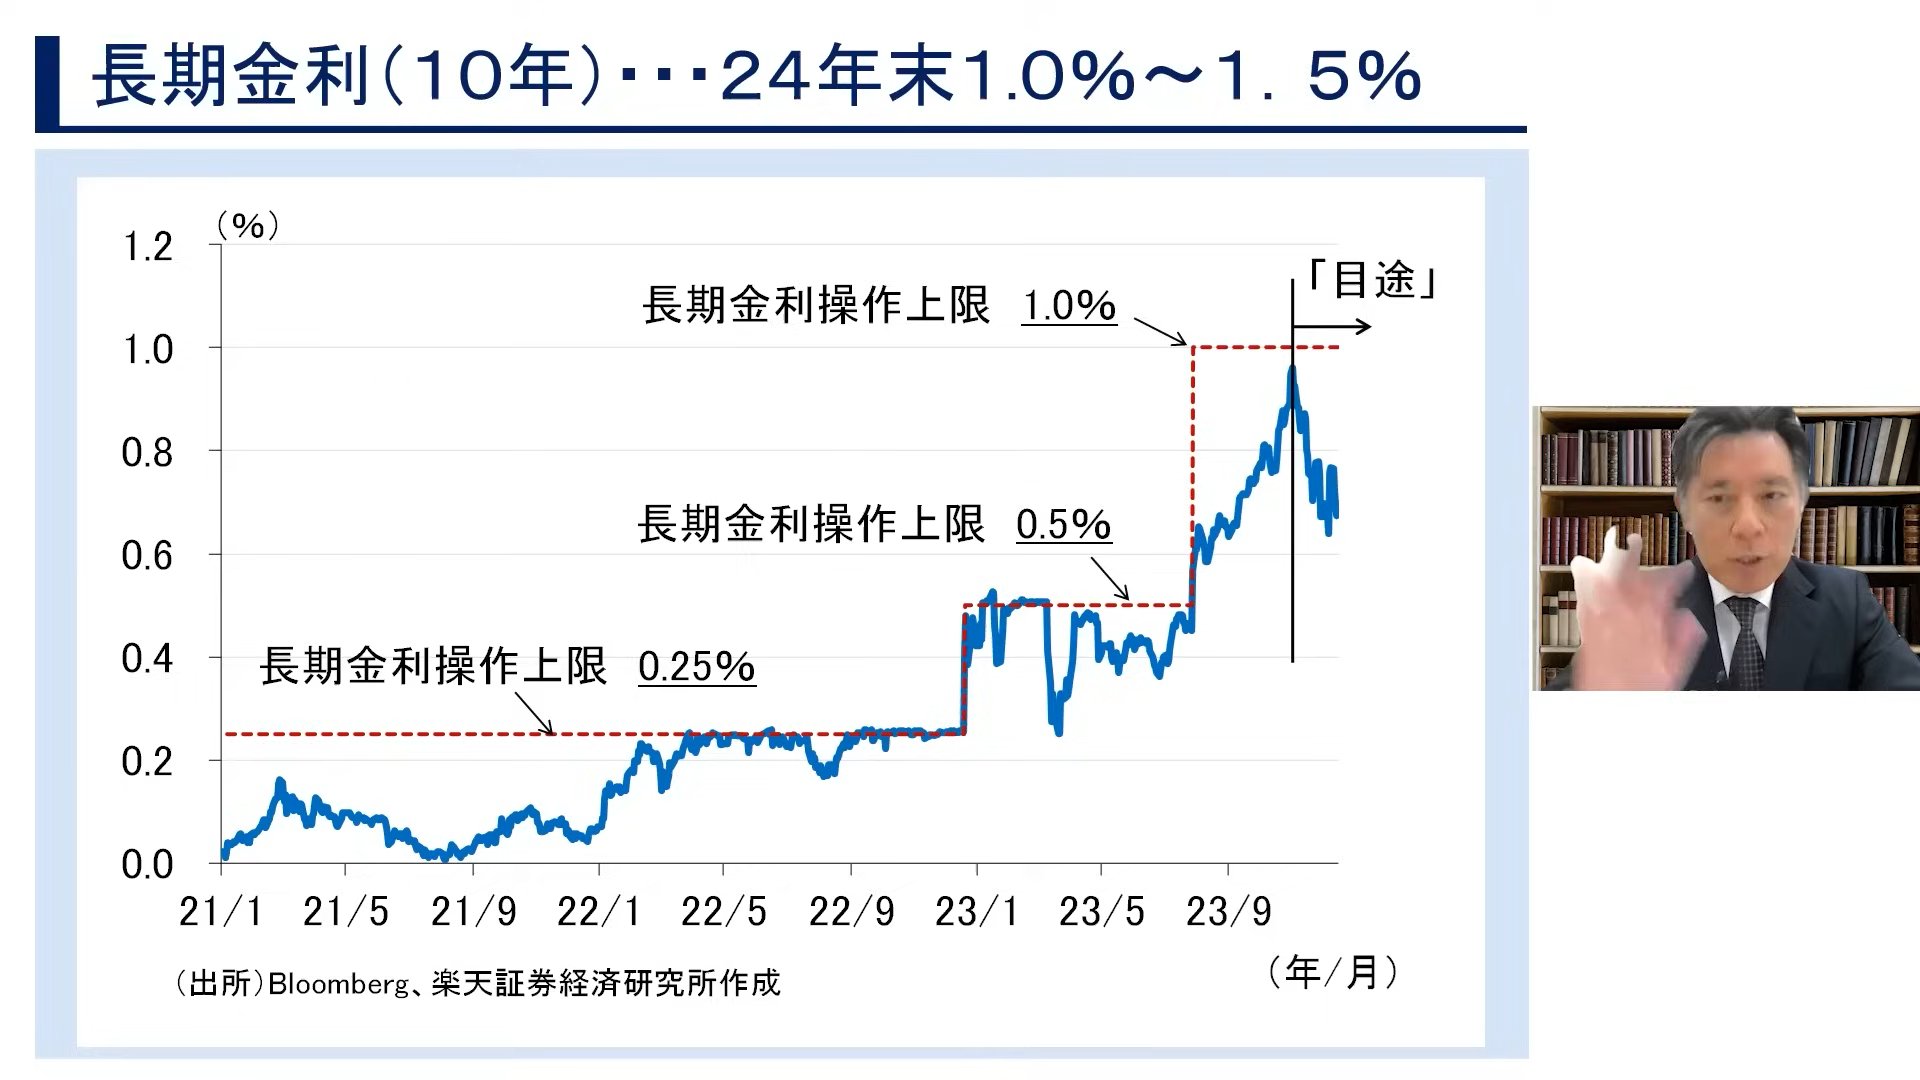 長期金利(10年)・・・24年末1.0%～1．5%
(%)
1.2
1.0
0.8
0.6
0.4
0.2
0.0
「目途」
長期金利操作上限 1.0%
長期金利操作上限 0.5%
長期金利操作上限 0.25%
21/1 21/5 21/9 22/1 22/5 22/9 23/1 23/5 23/9
(年/月)
(出所)Bloomberg、楽天証券経済研究所作成